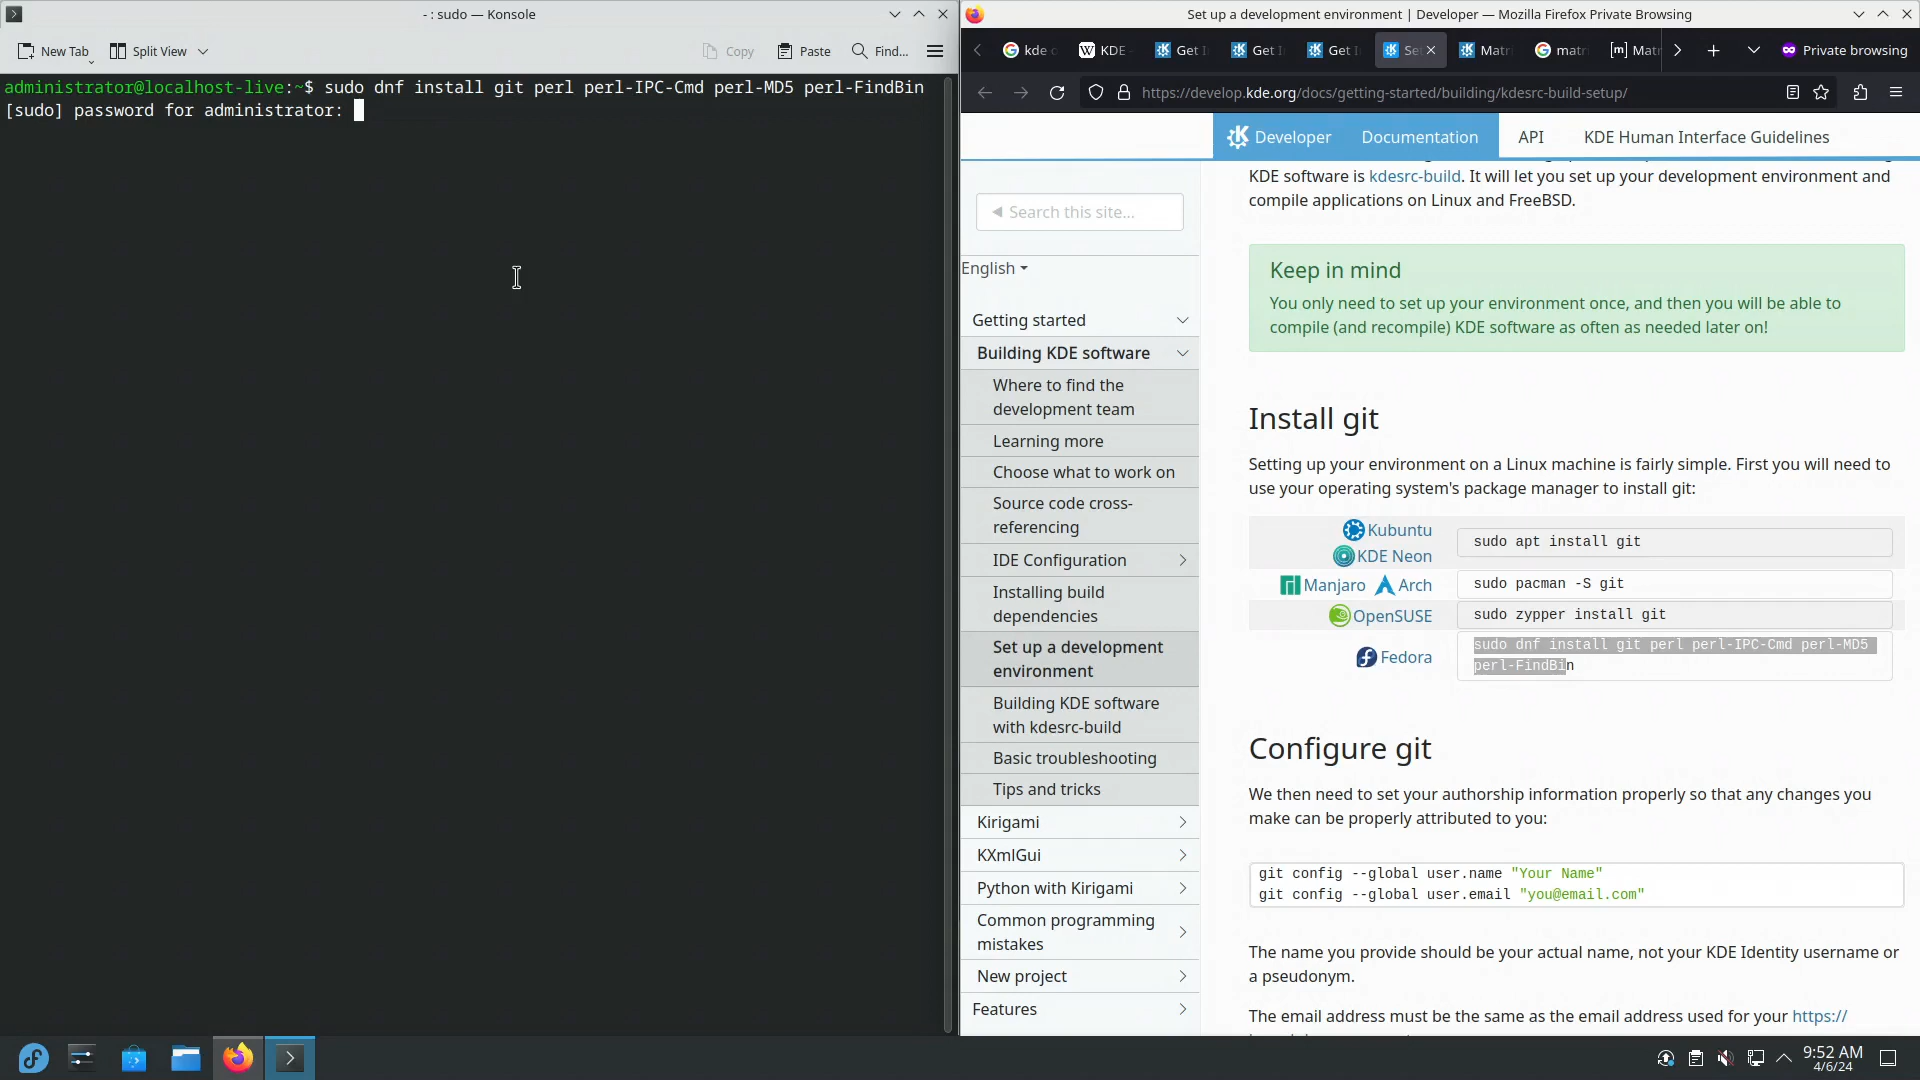 - : sudo — Konsole
New Tab
Split View
Copy
Paste
Find...
administrator@localhost-live:~$ sudo dnf install git perl perl-IPC-Cmd perl-MD5 perl-FindBin
[sudo] password for administrator:
Set up a development environment | Developer — Mozilla Firefox Private Browsing
kde
KDE
Get
Get
Get
Se
Matr
matr
[m] Mat
Private browsing
https://develop.kde.org/docs/getting-started/building/kdesrc-build-setup/
Developer
Documentation
API
KDE Human Interface Guidelines
Search this site...
English
Getting started
Building KDE software
Where to find the
development team
Learning more
Choose what to work on
Source code cross-
referencing
IDE Configuration
Installing build
dependencies
Set up a development
environment
Building KDE software
with kdesrc-build
Basic troubleshooting
Tips and tricks
Kirigami
KXmlGui
Python with Kirigami
Common programming
mistakes
New project
Features
KDE software is kdesrc-build. It will let you set up your development environment and
compile applications on Linux and FreeBSD.
Keep in mind
You only need to set up your environment once, and then you will be able to
compile (and recompile) KDE software as often as needed later on!
Install git
Setting up your environment on a Linux machine is fairly simple. First you will need to
use your operating system's package manager to install git:
Kubuntu
KDE Neon
sudo apt install git
Manjaro Arch
sudo pacman -S git
OpenSUSE
sudo zypper install git
Fedora
sudo dnf install git perl perl-IPC-Cmd perl-MD5
perl-FindBin
Configure git
We then need to set your authorship information properly so that any changes you
make can be properly attributed to you:
git config --global user.name "Your Name"
git config --global user.email "you@email.com"
The name you provide should be your actual name, not your KDE Identity username or
a pseudonym.
The email address must be the same as the email address used for your https://
9:52 AM
4/6/24